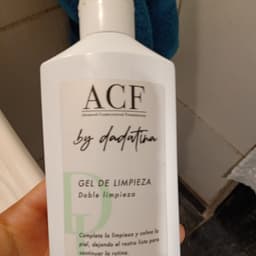 ACF
by dadatina
GEL DE LIMPIEZA
Doble limpieza
Completa la limpieza y calma la
piel, dejando el rostro listo para
continuar la rutina.